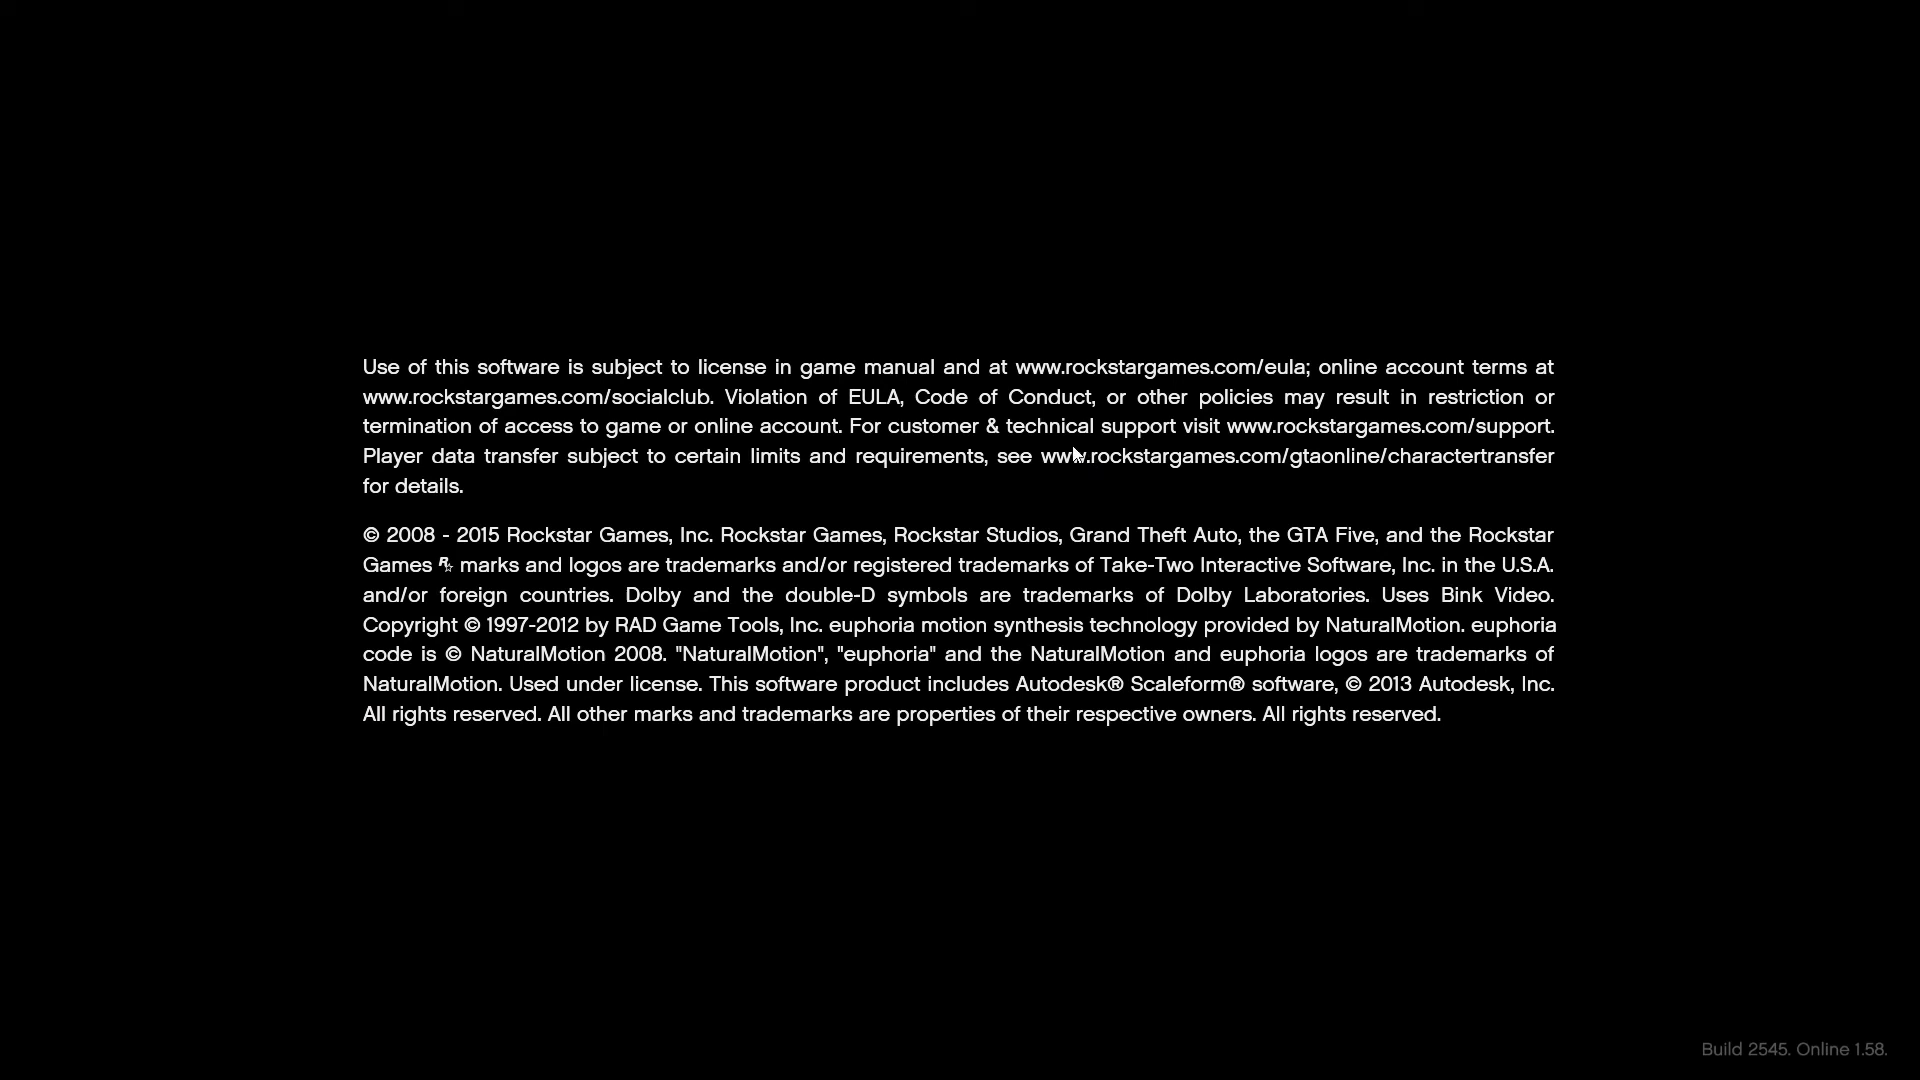 Use of this software is subject to license in game manual and at www.rockstargames.com/eula; online account terms at
www.rockstargames.com/socialclub. Violation of EULA, Code of Conduct, or other policies may result in restriction or
termination of access to game or online account. For customer & technical support visit www.rockstargames.com/support.
Player data transfer subject to certain limits and requirements, see www.rockstargames.com/gtaonline/charactertransfer
for details.
© 2008 - 2015 Rockstar Games, Inc. Rockstar Games, Rockstar Studios, Grand Theft Auto, the GTA Five, and the Rockstar
Games R* marks and logos are trademarks and/or registered trademarks of Take-Two Interactive Software, Inc. in the U.S.A.
and/or foreign countries. Dolby and the double-D symbols are trademarks of Dolby Laboratories. Uses Bink Video.
Copyright © 1997-2012 by RAD Game Tools, Inc. euphoria motion synthesis technology provided by NaturalMotion. euphoria
code is © NaturalMotion 2008. "NaturalMotion", "euphoria" and the NaturalMotion and euphoria logos are trademarks of
NaturalMotion. Used under license. This software product includes Autodesk® Scaleform® software, © 2013 Autodesk, Inc.
All rights reserved. All other marks and trademarks are properties of their respective owners. All rights reserved.
Build 2545. Online 1.58.